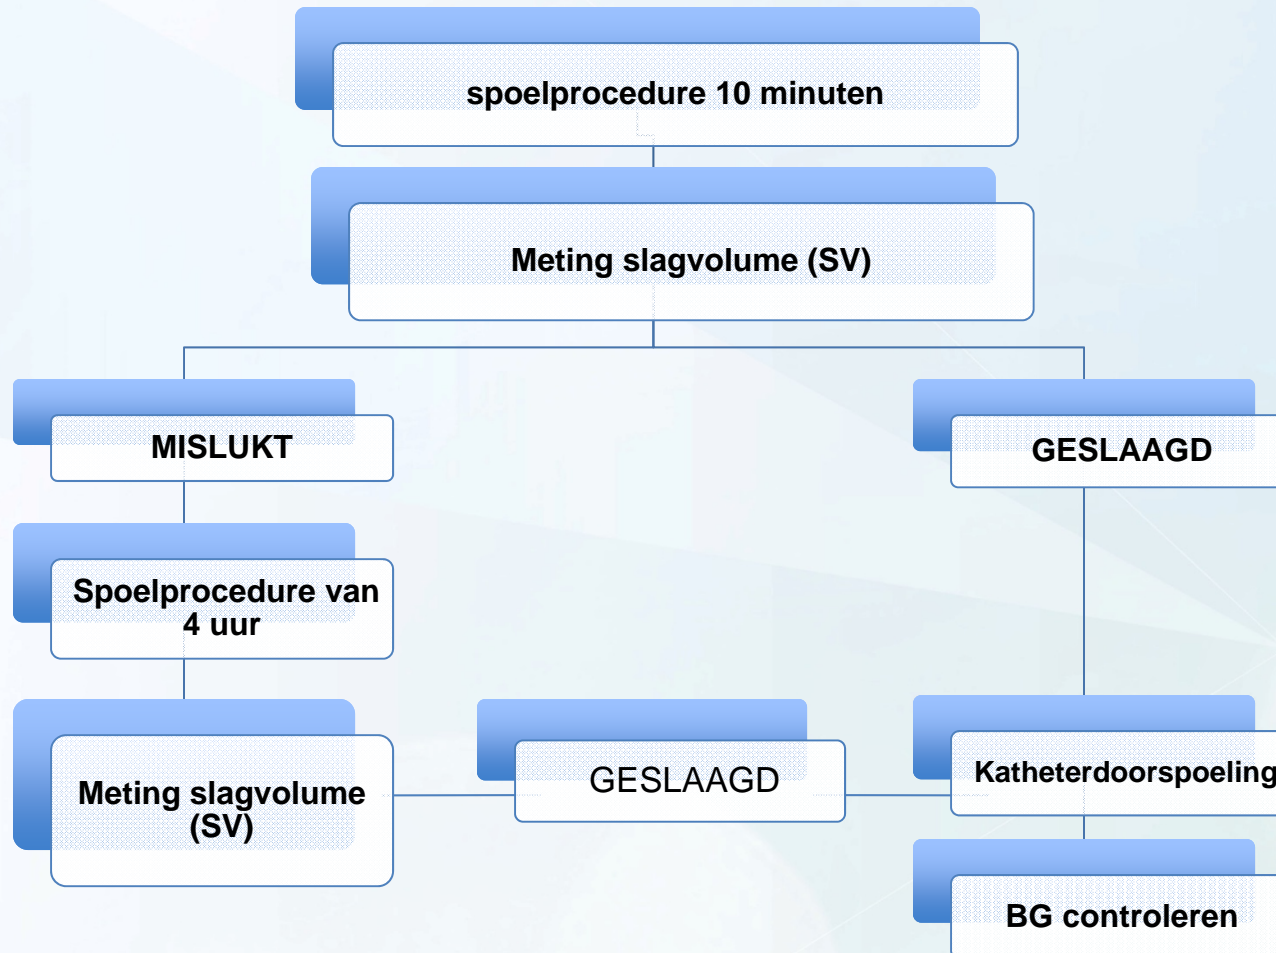 spoelprocedure 10 minuten
Meting slagvolume (SV)
MISLUKT
GESLAAGD
Spoelprocedure van
4 uur
Meting slagvolume
(SV)
GESLAAGD
Katheterdoorspoeling
BG controleren